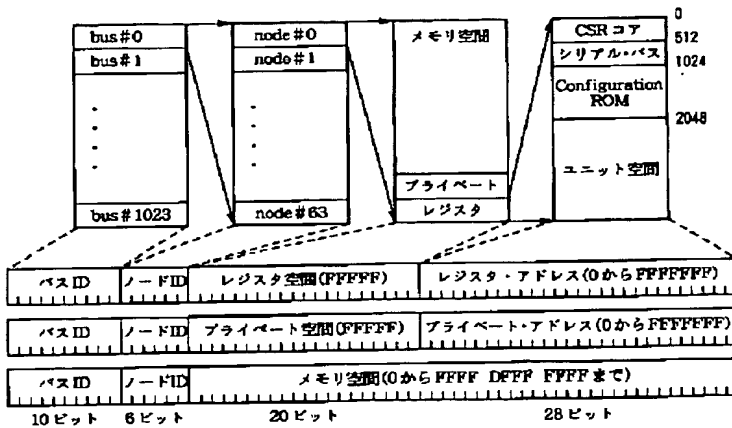 bus#0
bus#1
bus#1023
node#0
nodo#1
node#63
メモリ空間
プライベート
レジスタ
CSRコア
シリアル・バス
Configuration
ROM
ユニット空間
0
512
1024
2048
バスID ノードID レジスタ空間(FFFFF) レジスタ・アドレス(0からFFFFFFF)
バスID ノードID プライベート空間(FFFFF) プライベート・アドレス(0からFFFFFFF)
バスID ノードID メモリ空間(0からFFFF DFFF FFFFまで)
10ビット 6ビット 20ビット 28ビット